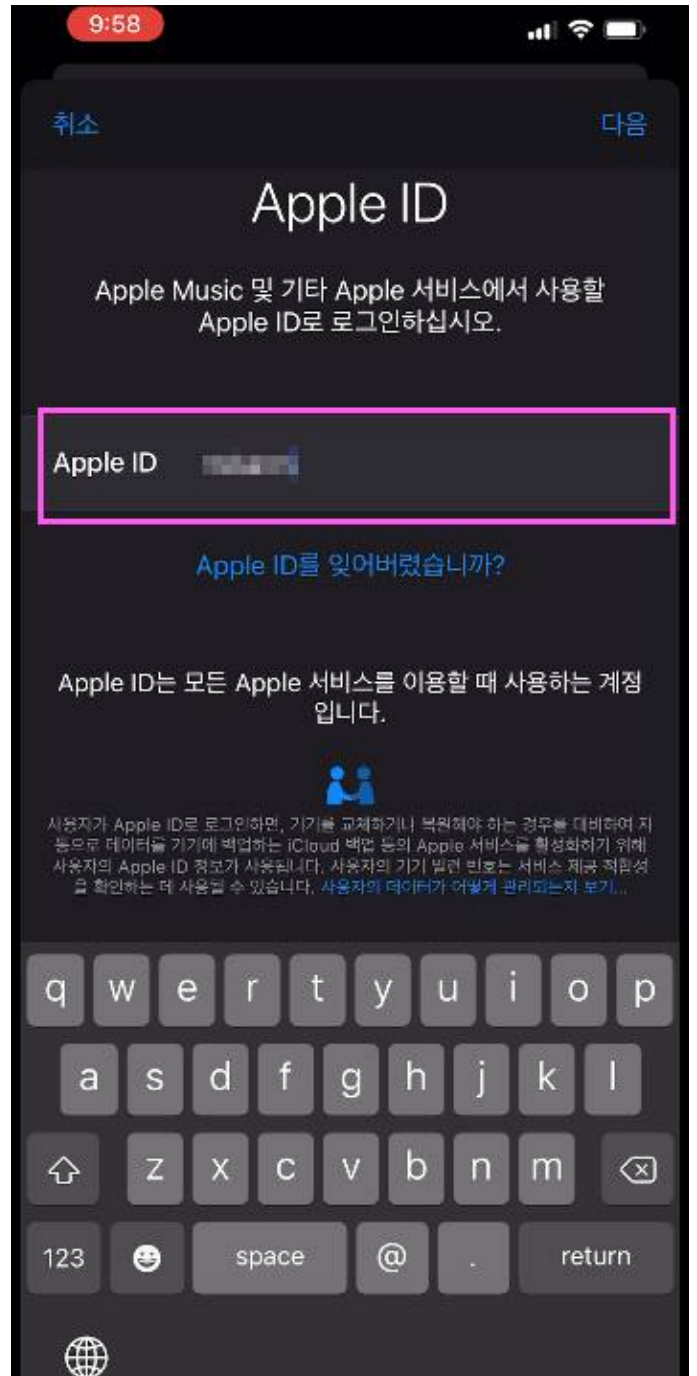 9:58
취소
다음
Apple ID
Apple Music 및 기타 Apple 서비스에서 사용할
Apple ID로 로그인하십시오.
Apple ID
Apple ID를 잊어버렸습니까?
Apple ID는 모든 Apple 서비스를 이용할 때 사용하는 계정
입니다.
사용자가 Apple ID로 로그인하면, 기기를 교체하거나 복원해야 하는 경우를 대비하여 자
동으로 데이터를 기기에 백업하는 iCloud 백업 등의 Apple 서비스를 활성화하기 위해
사용자의 Apple ID 정보가 사용됩니다. 사용자의 기기 일련 번호는 서비스 제공 적합성
을 확인하는 데 사용될 수 있습니다. 사용자의 데이터가 어떻게 관리되는지 보기...
q w e r t y u i o p
a s d f g h j k l
z x c v b n m
123 space @ . return